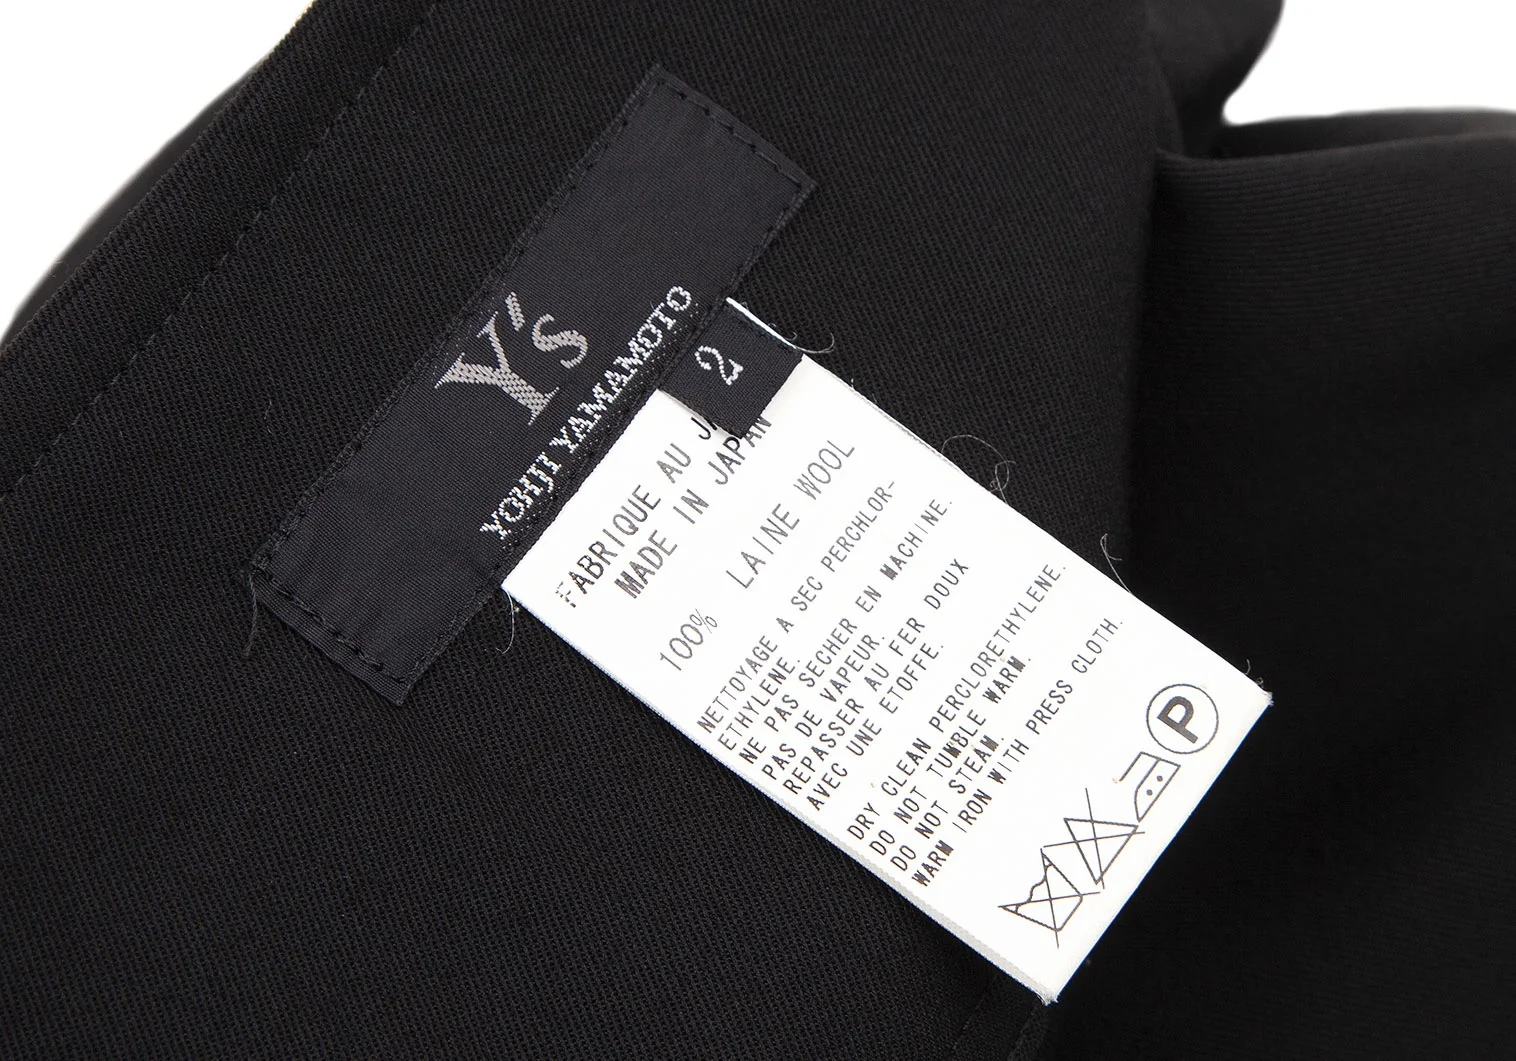 Y's
YOHJI YAMAMOTO
2
FABRIQUE AU
MADE IN JAPAN
100% LAINE WOOL
NETTOYAGE A SEC PERCHLOR-
ETHYLENE.
NE PAS SECHER EN MACHINE.
PAS DE VAPEUR.
REPASSER AU FER DOUX
AVEC UNE ETOFFE.
DRY CLEAN PERCLORETHYLENE.
DO NOT TUMBLE WARM.
DO NOT STEAM.
WARM IRON WITH PRESS CLOTH.
P